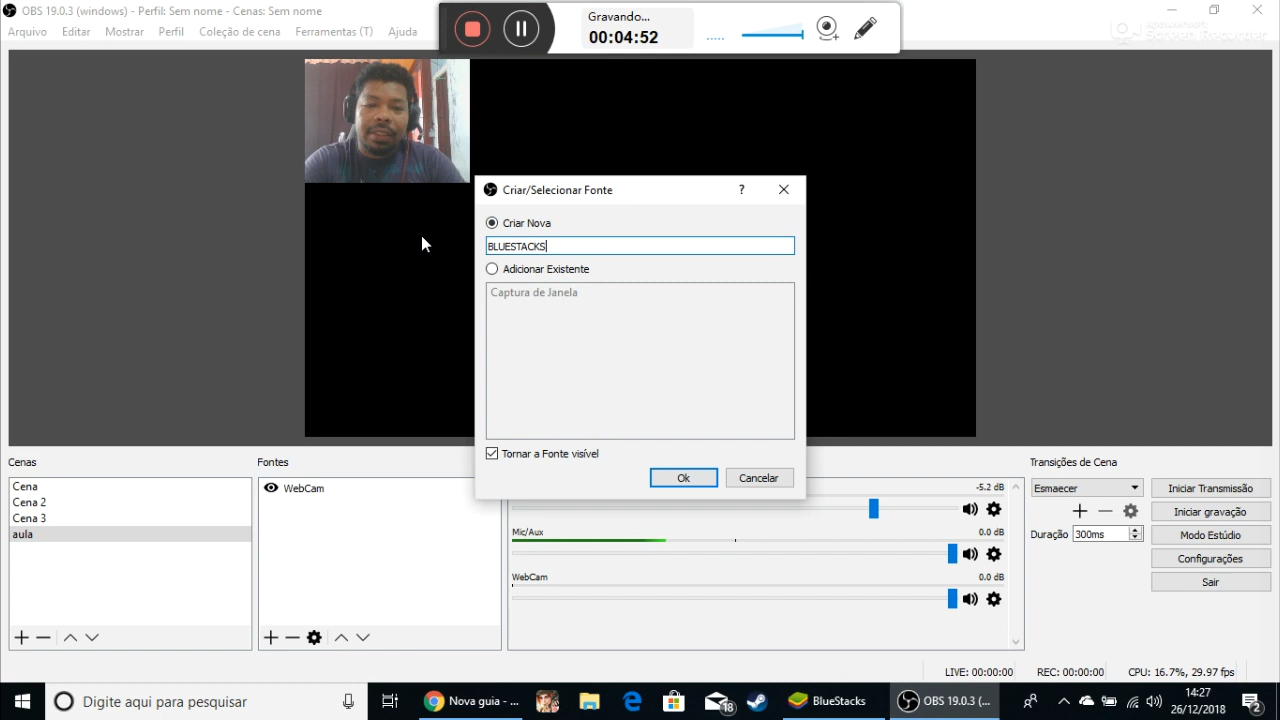 OBS 19.0.3 (windows) - Perfil: Sem nome - Cenas: Sem nome
Arquivo Editar Mostrar Perfil Coleção de cena Ferramentas (T) Ajuda
Gravando...
00:04:52
Screen Recorder
Criar/Selecionar Fonte
?
Criar Nova
BLUESTACKS
Adicionar Existente
Captura de Janela
Tornar a Fonte visível
Ok Cancelar
Cenas
Cena
Cena 2
Cena 3
aula
Fontes
WebCam
-5.2 dB
Mic/Aux 0.0 dB
WebCam 0.0 dB
Transições de Cena
Esmaecer
Duração 300ms
Iniciar Transmissão
Iniciar gravação
Modo Estúdio
Configurações
Sair
LIVE: 00:00:00 REC: 00:00:00 CPU: 16.7%, 29.97 fps
Digite aqui para pesquisar
Nova guia - ...
18
BlueStacks
OBS 19.0.3 (...
14:27
26/12/2018
2